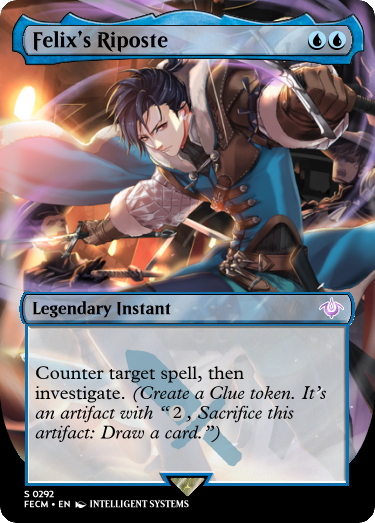 Felix's Riposte
Legendary Instant
Counter target spell, then
investigate. (Create a Clue token. It's
an artifact with “2, Sacrifice this
artifact: Draw a card.”)
S 0292
FECM • EN INTELLIGENT SYSTEMS